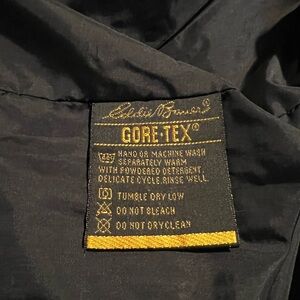 Eddie Bauer®
GORE-TEX®
HAND OR MACHINE WASH
SEPARATELY WARM
WITH POWDERED DETERGENT.
DELICATE CYCLE. RINSE WELL.
TUMBLE DRY LOW
DO NOT BLEACH
DO NOT DRYCLEAN